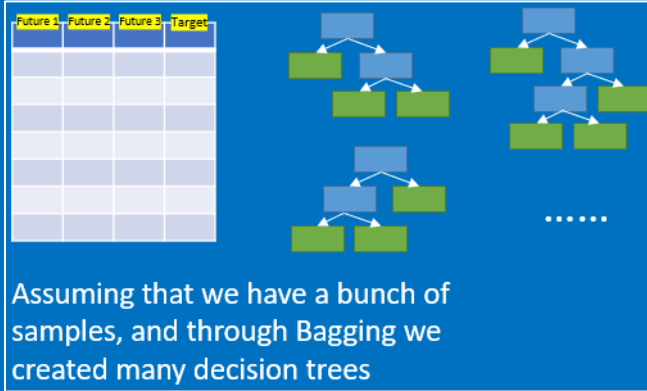 Future 1 Future 2 Future 3 Target
......
Assuming that we have a bunch of
samples, and through Bagging we
created many decision trees